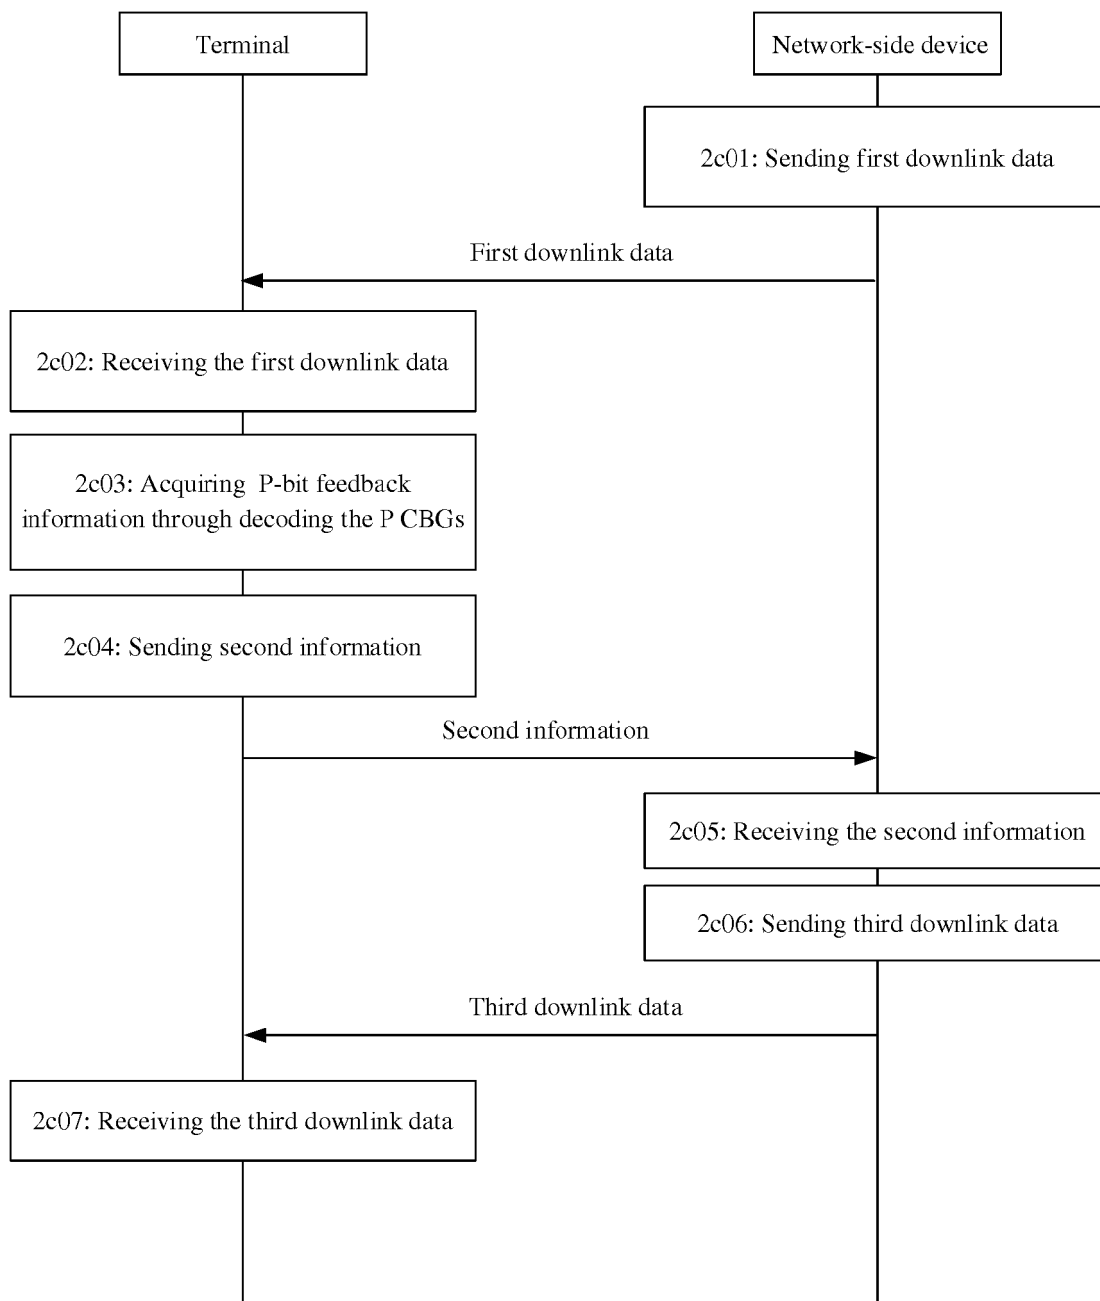 Terminal
Network-side device
2c01: Sending first downlink data
First downlink data
2c02: Receiving the first downlink data
2c03: Acquiring P-bit feedback
information through decoding the P CBGs
2c04: Sending second information
Second information
2c05: Receiving the second information
2c06: Sending third downlink data
Third downlink data
2c07: Receiving the third downlink data